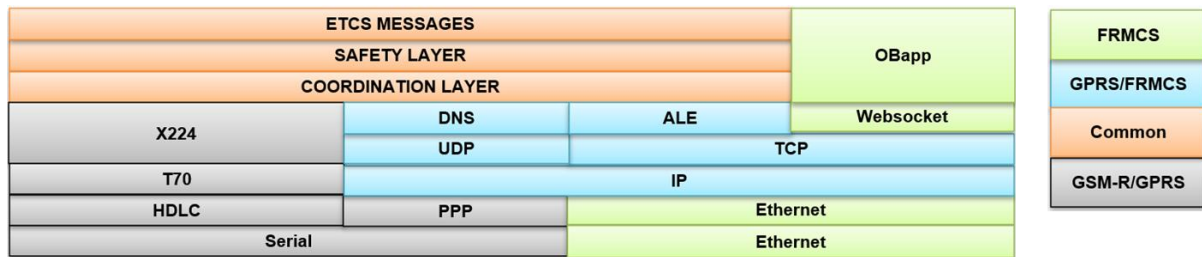 ETCS MESSAGES
SAFETY LAYER
COORDINATION LAYER
OBapp
X224
DNS
ALE
Websocket
UDP
TCP
T70
IP
HDLC
PPP
Ethernet
Serial
Ethernet
FRMCS
GPRS/FRMCS
Common
GSM-R/GPRS